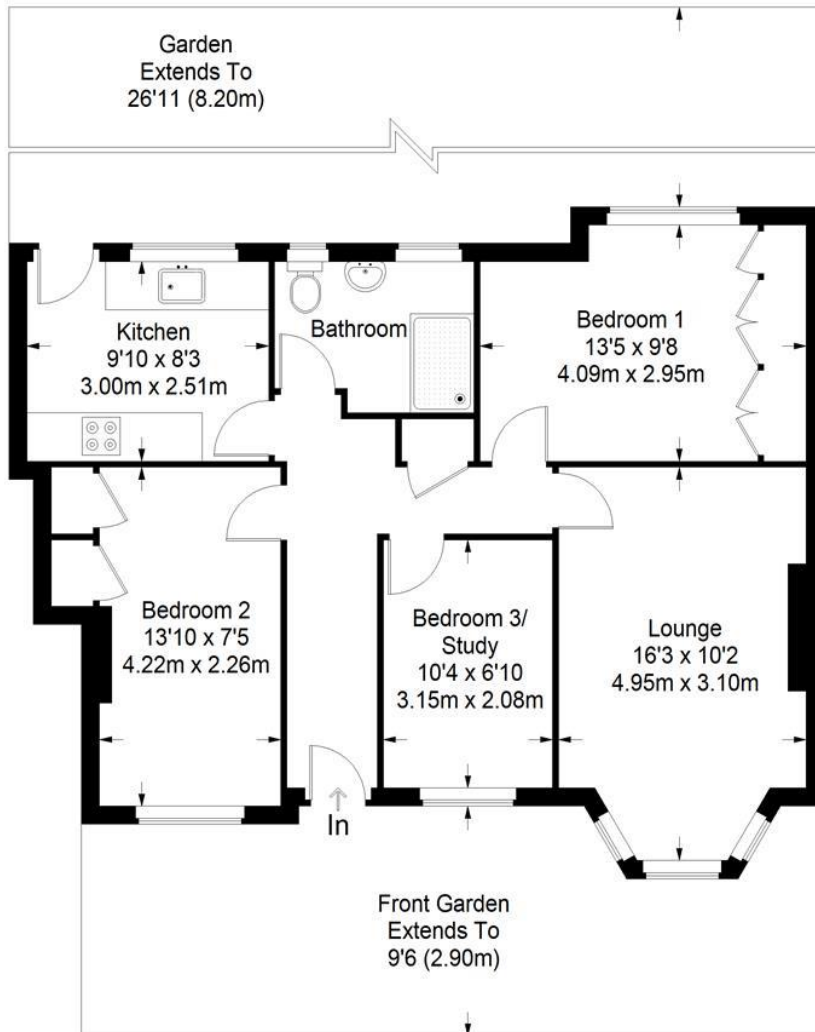 Garden
Extends To
26'11 (8.20m)
Kitchen
9'10 x 8'3
3.00m x 2.51m
Bathroom
Bedroom 1
13'5 x 9'8
4.09m x 2.95m
Bedroom 2
13'10 x 7'5
4.22m x 2.26m
Bedroom 3/
Study
10'4 x 6'10
3.15m x 2.08m
Lounge
16'3 x 10'2
4.95m x 3.10m
In
Front Garden
Extends To
9'6 (2.90m)